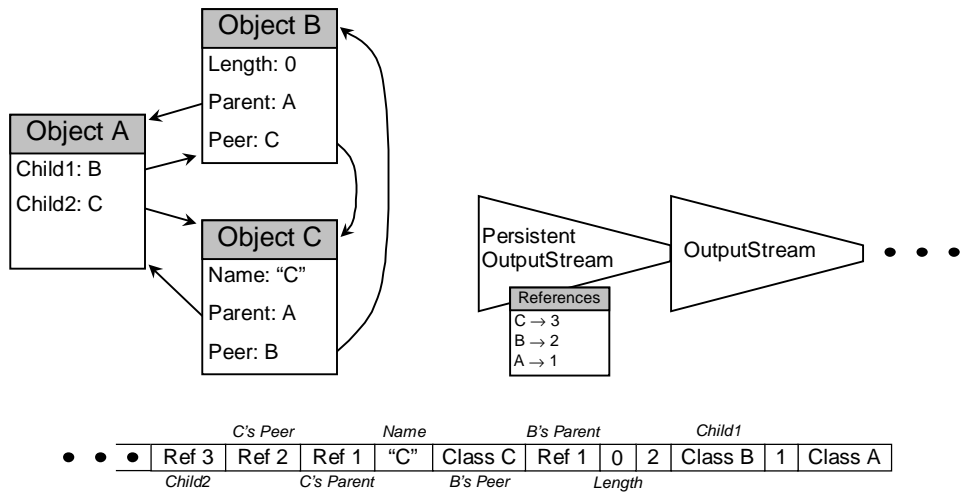 Object B
Length: 0
Parent: A
Peer: C
Object A
Child1: B
Child2: C
Object C
Name: “C”
Parent: A
Peer: B
Persistent
OutputStream
OutputStream
References
C → 3
B → 2
A → 1
C's Peer Name B's Parent Child1
Ref 3 Ref 2 Ref 1 “C” Class C Ref 1 0 2 Class B 1 Class A
Child2 C's Parent B's Peer Length